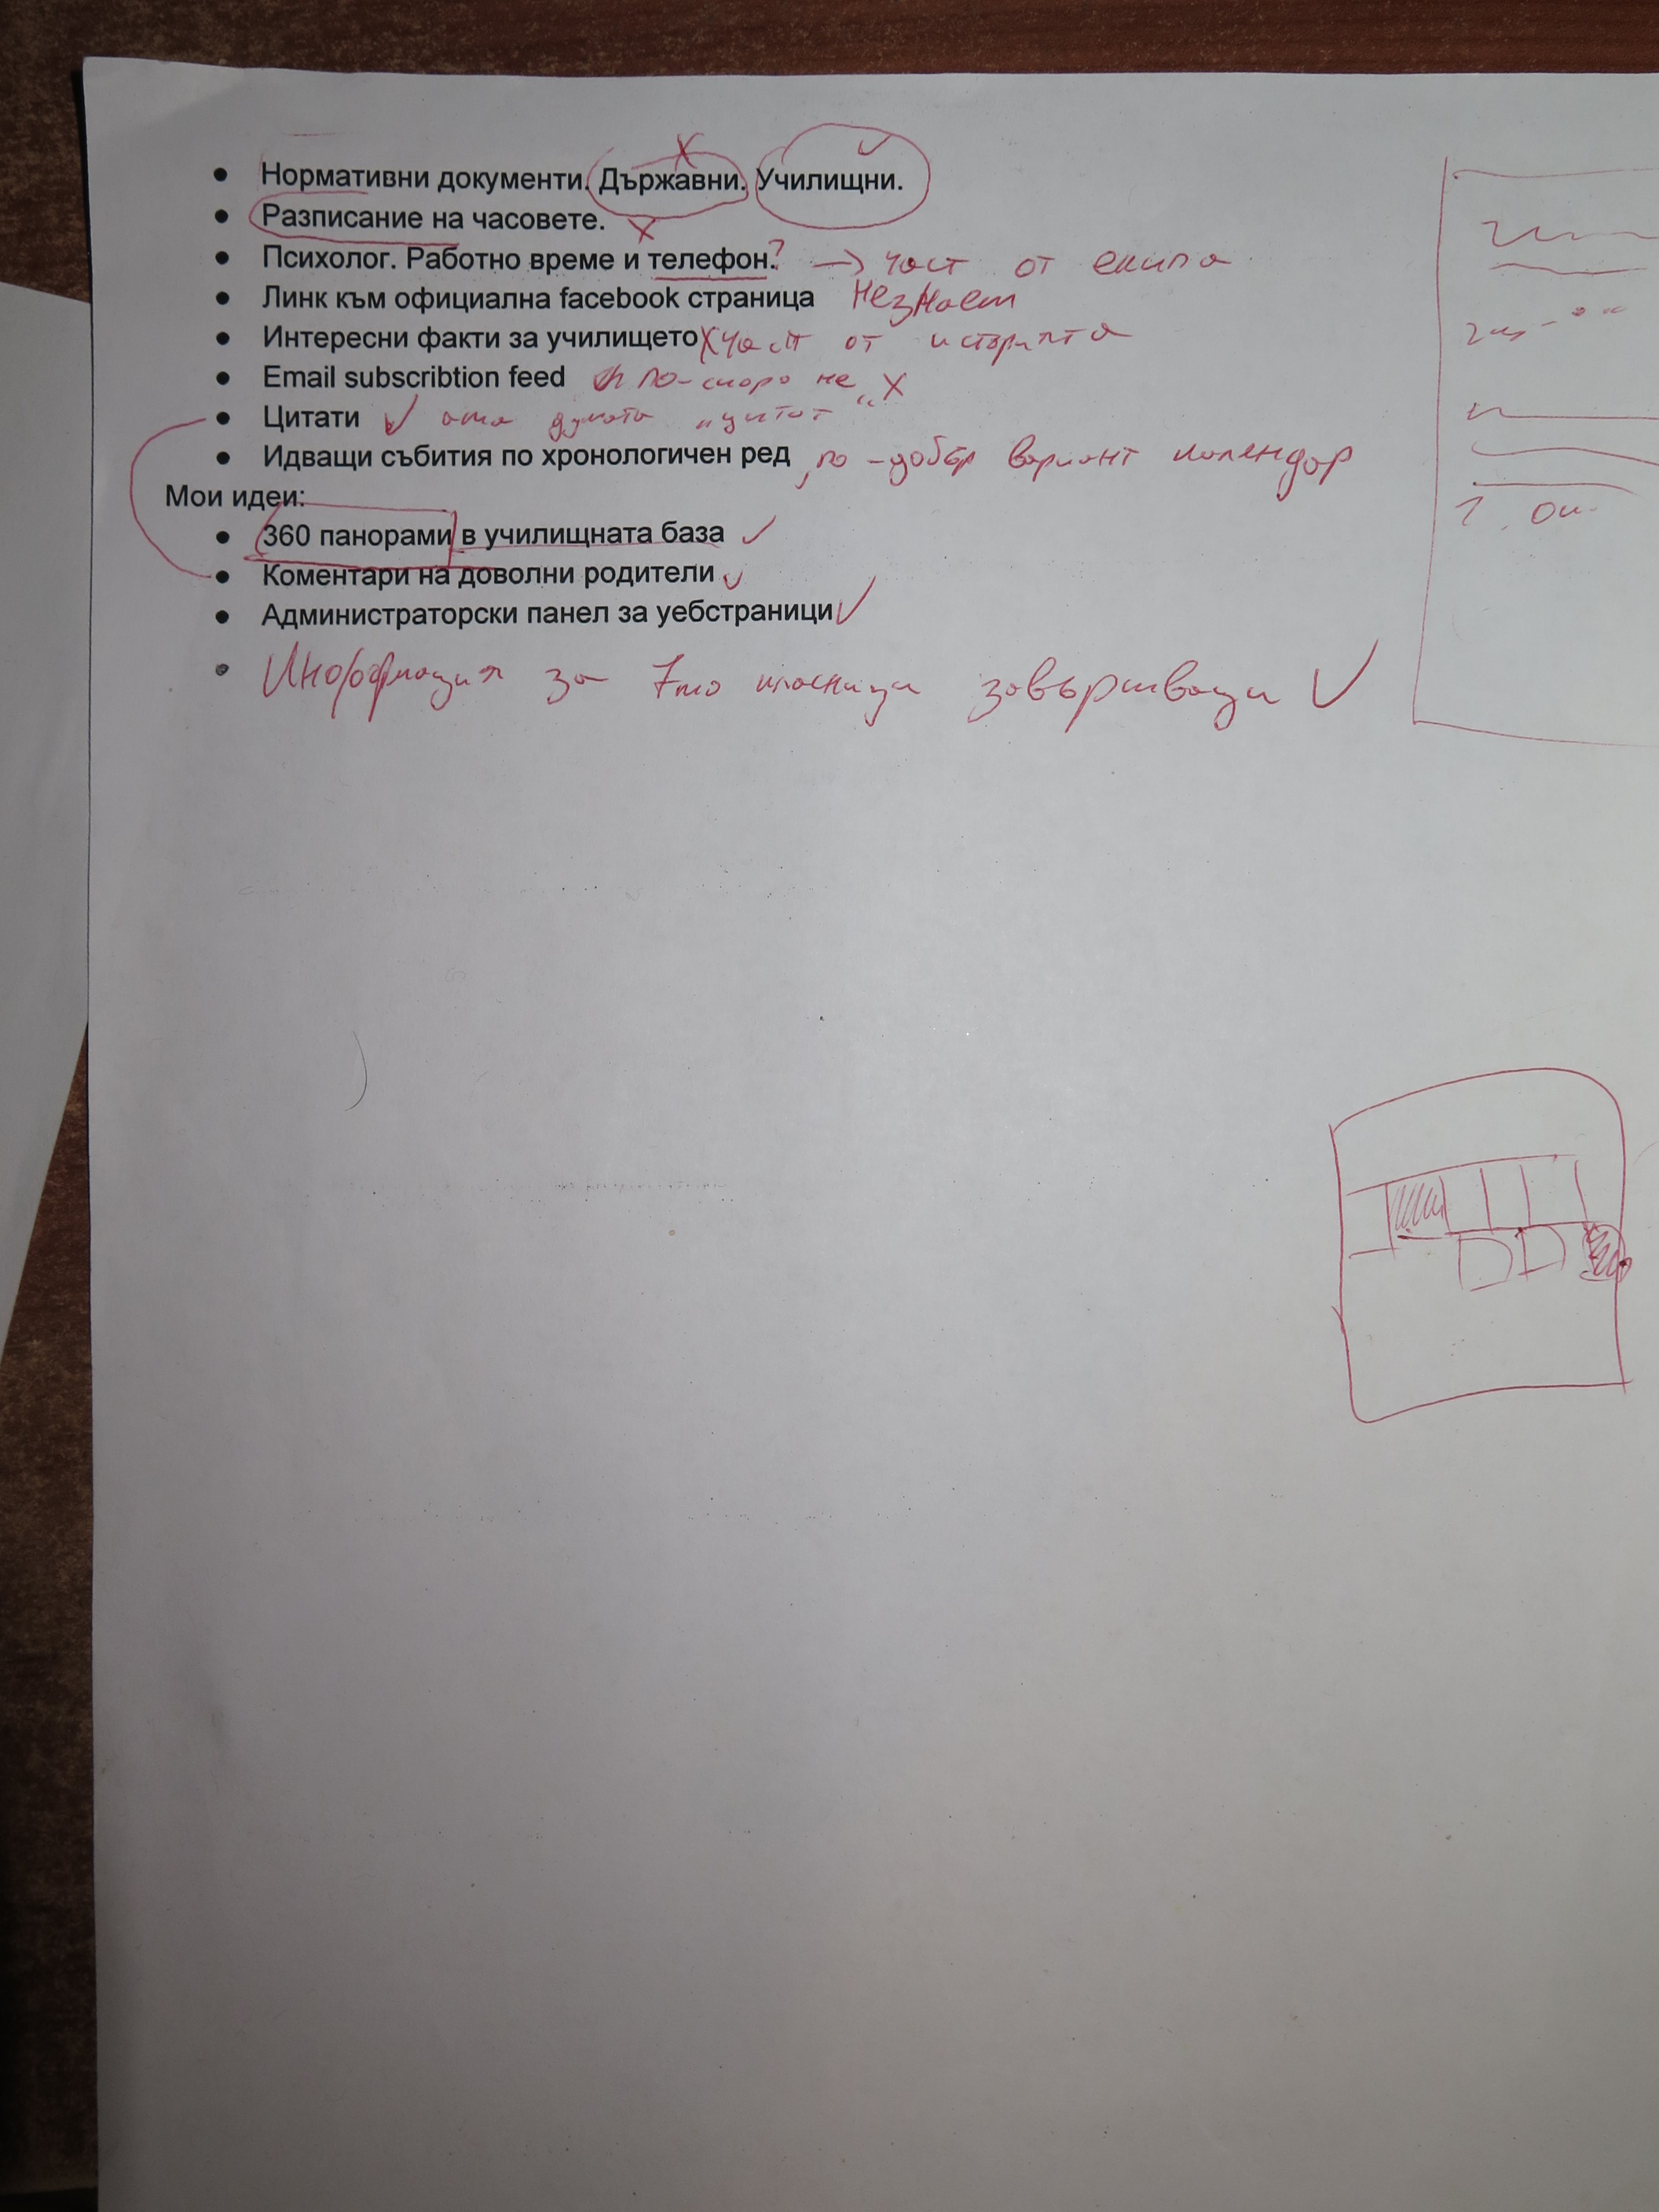 • Нормативни документи. Държавни. Училищни.
• Разписание на часовете. X
• Психолог. Работно време и телефон.? → част от екипа
• Линк към официална facebook страница Не знаем
• Интересни факти за училището X част от историята
• Email subscribtion feed по-скоро не X
• Цитати ✓ думата „цитат“
• Идващи събития по хронологичен ред, по-добър вариант календар
Мои идеи:
• 360 панорами в училищната база ✓
• Коментари на доволни родители ✓
• Администраторски панел за уебстраници ✓
• Информация за 7мо класници завършващи ✓